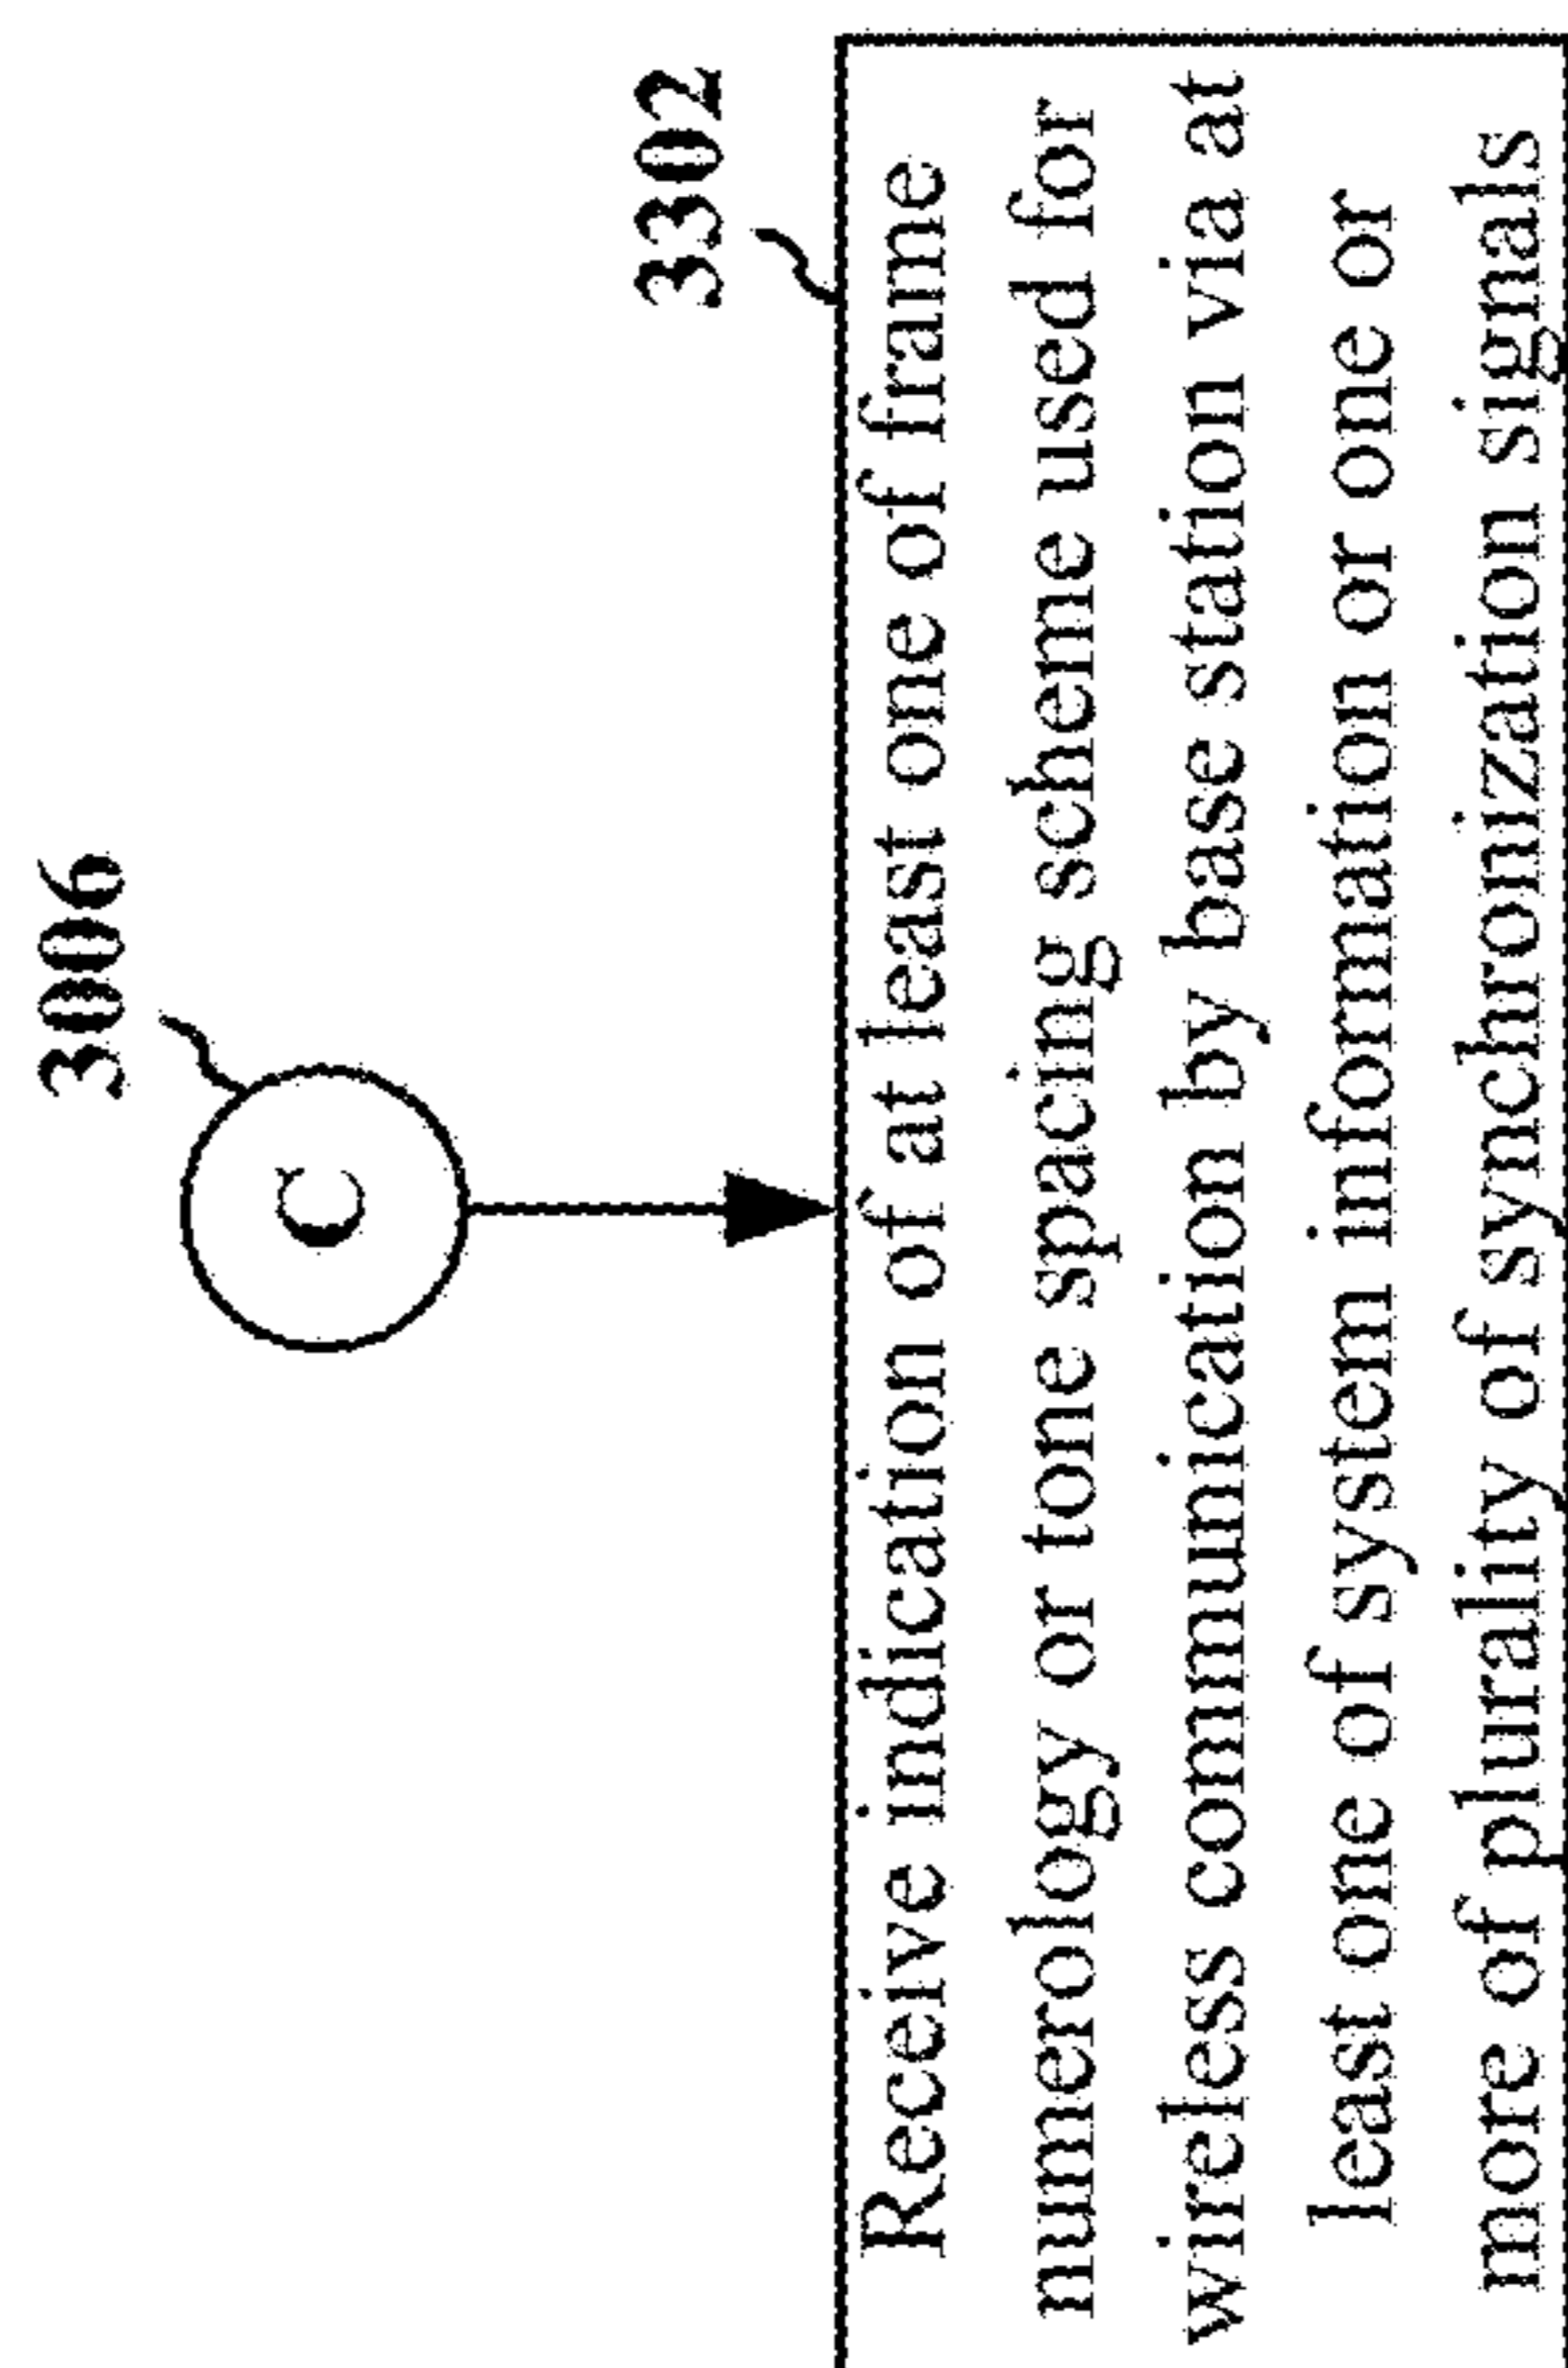 3006
C
3302
Receive indication of at least one of frame
numerology or tone spacing scheme used for
wireless communication by base station via at
least one of system information or one or
more of plurality of synchronization signals